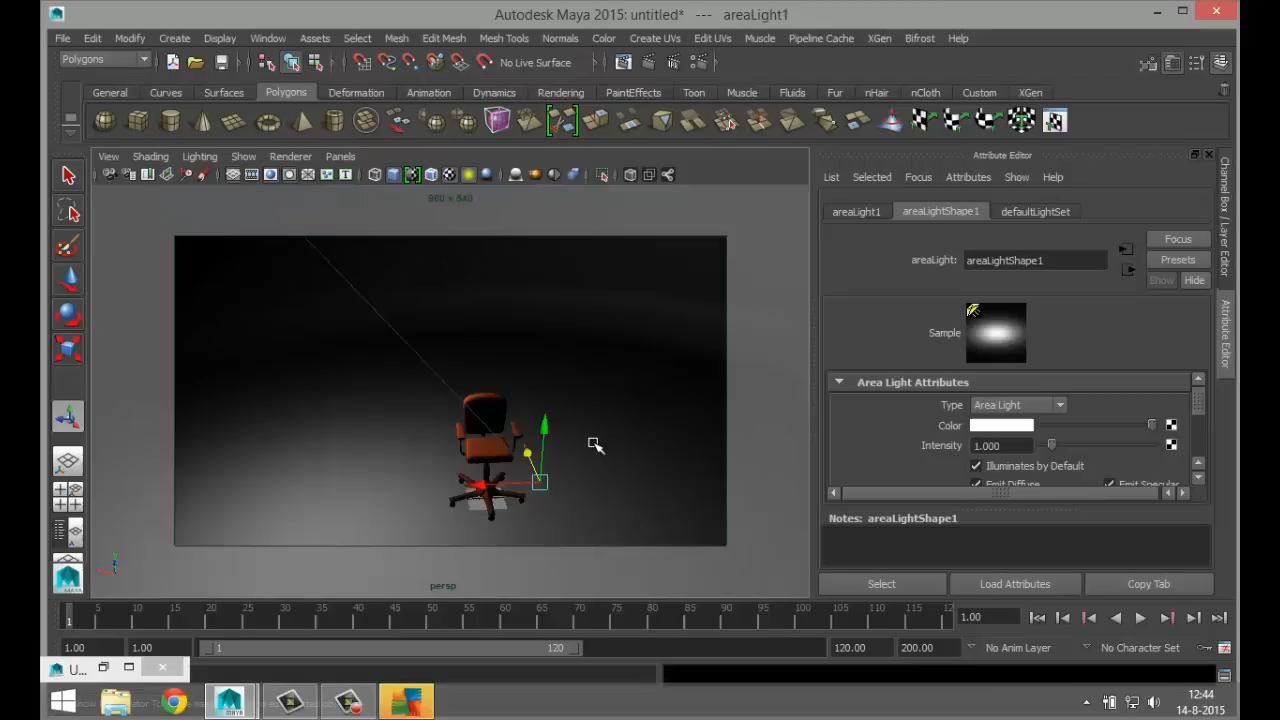 Autodesk Maya 2015: untitled* --- areaLight1
File Edit Modify Create Display Window Assets Select Mesh Edit Mesh Mesh Tools Normals Color Create UVs Edit UVs Muscle Pipeline Cache XGen Bifrost Help
Polygons No Live Surface
General Curves Surfaces Polygons Deformation Animation Dynamics Rendering PaintEffects Toon Muscle Fluids Fur nHair nCloth Custom XGen
View Shading Lighting Show Renderer Panels
Attribute Editor
960 x 540
List Selected Focus Attributes Show Help
areaLight1 areaLightShape1 defaultLightSet
Focus
areaLight: areaLightShape1
Presets
Show Hide
Sample
Area Light Attributes
Type Area Light
Color
Intensity 1.000
Illuminates by Default
Emit Diffuse Emit Specular
Notes: areaLightShape1
Channel Box / Layer Editor
Attribute Editor
persp
Select Load Attributes Copy Tab
5 10 15 20 25 30 35 40 45 50 55 60 65 70 75 80 85 90 95 100 105 110 115 12
1
1.00
1.00 1.00 1 120 120.00 200.00 No Anim Layer No Character Set
U...
MAYA
12:44
14-8-2015